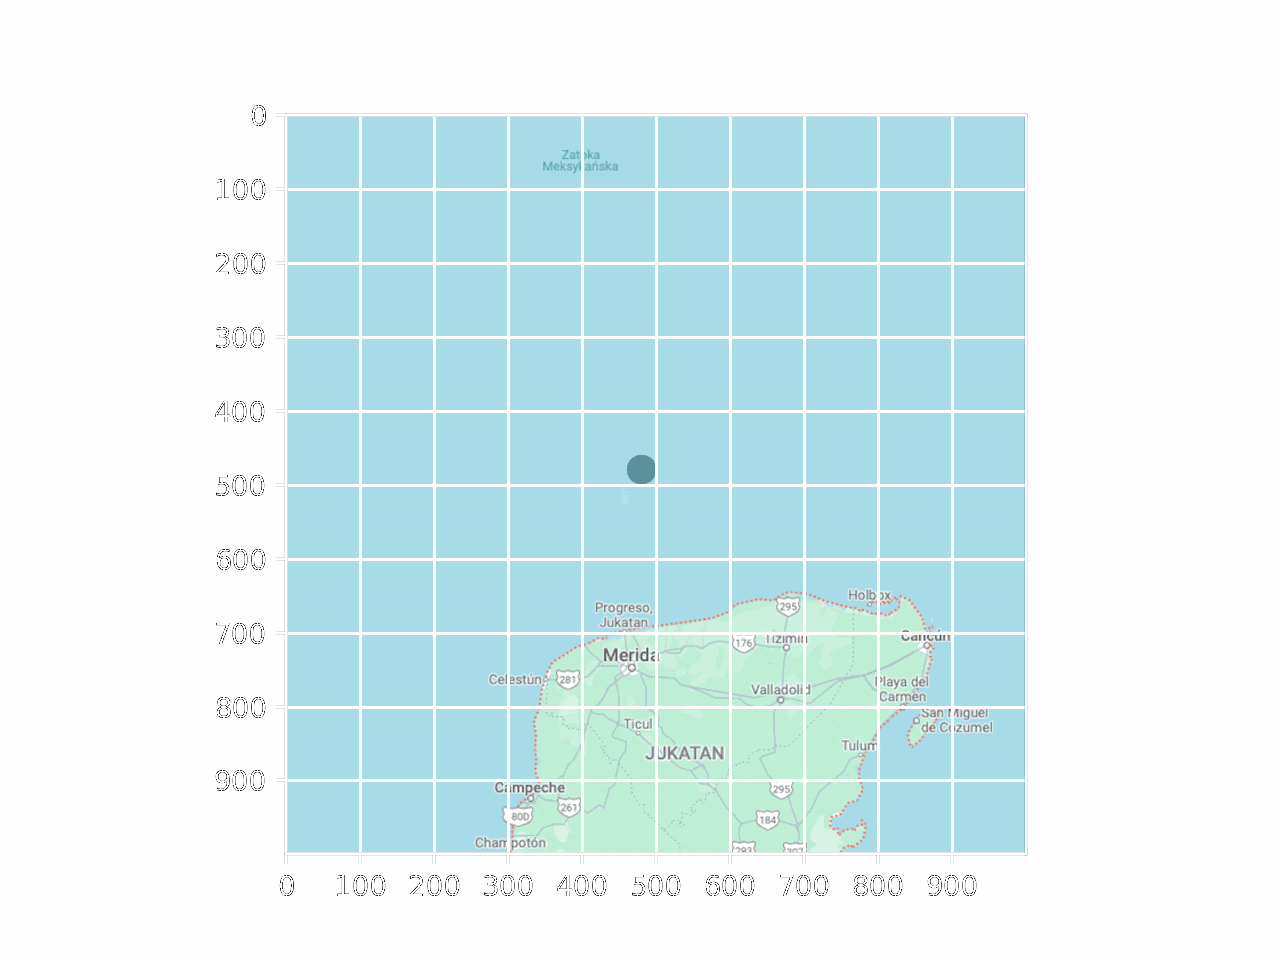 0
Zatoka
Meksykańska
100
200
300
400
500
600
Holbox
295
Progreso,
Jukatan
700
Cancún
176
Tizimin
Merida
Celestún
281
Valladolid
Playa del
Carmen
800
San Miguel
de Cozumel
Ticul
Tulum
JUKATAN
900
Campeche
295
261
80D
184
Champotón
293
307
0 100 200 300 400 500 600 700 800 900